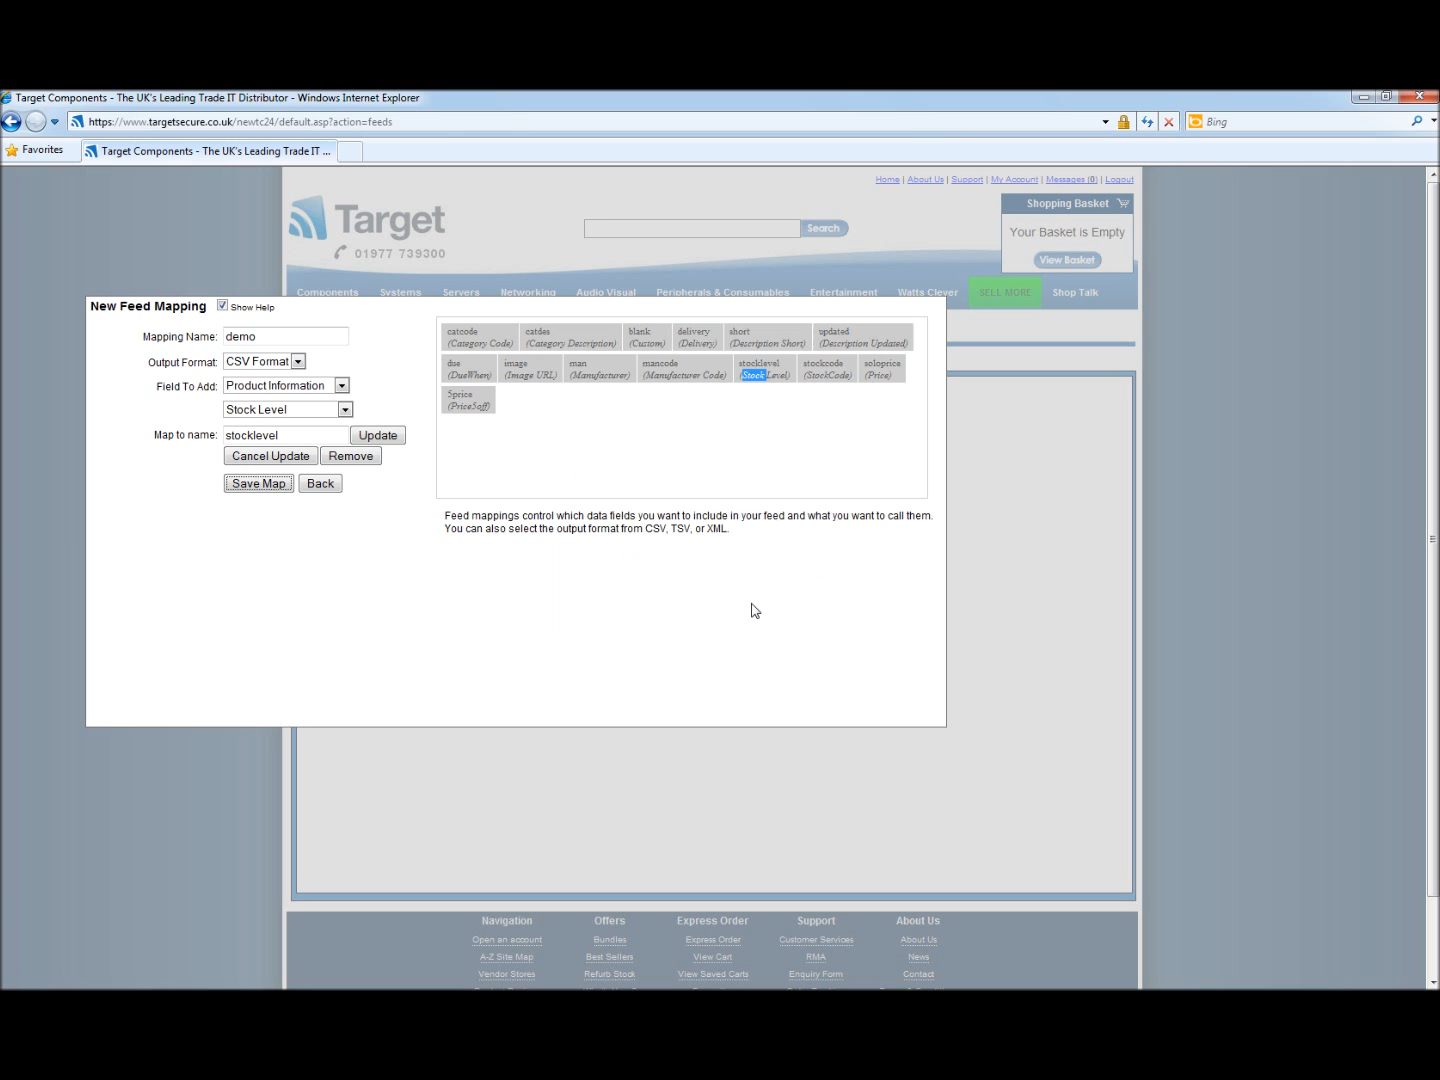 Target Components - The UK's Leading Trade IT Distributor - Windows Internet Explorer
https://www.targetsecure.co.uk/newtc24/default.asp?action=feeds
Bing
Favorites
Target Components - The UK's Leading Trade IT ...
Home | About Us | Support | My Account | Messages (0) | Logout
Target
01977 739300
Search
Shopping Basket
Your Basket is Empty
View Basket
Components Systems Servers Networking Audio Visual Peripherals & Consumables Entertainment Watts Clever SELL MORE Shop Talk
New Feed Mapping Show Help
Mapping Name: demo
Output Format: CSV Format
Field To Add: Product Information
Stock Level
Map to name: stocklevel Update
Cancel Update Remove
Save Map Back
catcode catdes blank delivery short updated
(Category Code) (Category Description) (Custom) (Delivery) (Description Short) (Description Updated)
due image man mancode stocklevel stockcode soloprice
(DueWhen) (Image URL) (Manufacturer) (Manufacturer Code) (Stock Level) (StockCode) (Price)
5price
(Price5off)
Feed mappings control which data fields you want to include in your feed and what you want to call them.
You can also select the output format from CSV, TSV, or XML.
Navigation Offers Express Order Support About Us
Open an account Bundles Express Order Customer Services About Us
A-Z Site Map Best Sellers View Cart RMA News
Vendor Stores Refurb Stock View Saved Carts Enquiry Form Contact